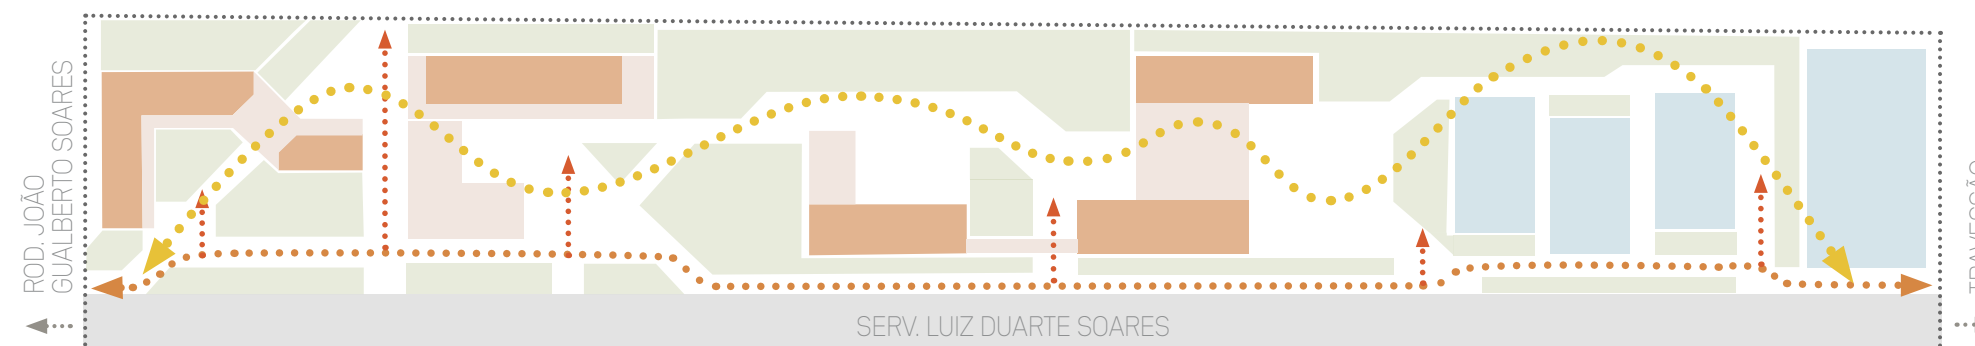 ROD. JOÃO
GUALBERTO SOARES
SERV. LUIZ DUARTE SOARES